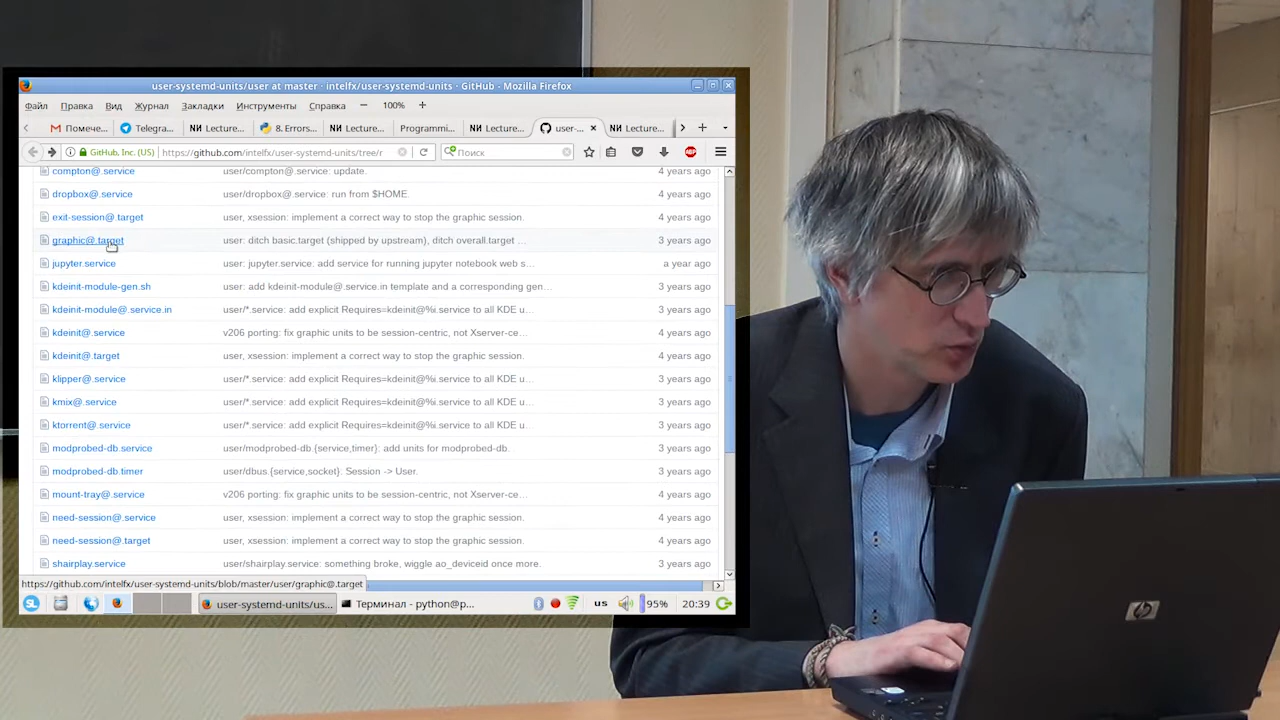 user-systemd-units/user at master · intelfx/user-systemd-units · GitHub - Mozilla Firefox
Файл Правка Вид Журнал Закладки Инструменты Справка − 100% +
Помече... Telegra... NИ Lecture... 8. Errors... NИ Lecture... Programmi... NИ Lecture... user-... × NИ Lecture...
GitHub, Inc. (US) https://github.com/intelfx/user-systemd-units/tree/r Поиск ABP
compton@.service user/compton@.service: update. 4 years ago
dropbox@.service user/dropbox@.service: run from $HOME. 4 years ago
exit-session@.target user, xsession: implement a correct way to stop the graphic session. 4 years ago
graphic@.target user: ditch basic.target (shipped by upstream), ditch overall.target … 3 years ago
jupyter.service user: jupyter.service: add service for running jupyter notebook web s… a year ago
kdeinit-module-gen.sh user: add kdeinit-module@.service.in template and a corresponding gen… 3 years ago
kdeinit-module@.service.in user/*.service: add explicit Requires=kdeinit@%i.service to all KDE u… 3 years ago
kdeinit@.service v206 porting: fix graphic units to be session-centric, not Xserver-ce… 4 years ago
kdeinit@.target user, xsession: implement a correct way to stop the graphic session. 4 years ago
klipper@.service user/*.service: add explicit Requires=kdeinit@%i.service to all KDE u… 3 years ago
kmix@.service user/*.service: add explicit Requires=kdeinit@%i.service to all KDE u… 3 years ago
ktorrent@.service user/*.service: add explicit Requires=kdeinit@%i.service to all KDE u… 3 years ago
modprobed-db.service user/modprobed-db.{service,timer}: add units for modprobed-db. 3 years ago
modprobed-db.timer user/dbus.{service,socket}: Session -> User. 3 years ago
mount-tray@.service v206 porting: fix graphic units to be session-centric, not Xserver-ce… 4 years ago
need-session@.service user, xsession: implement a correct way to stop the graphic session. 4 years ago
need-session@.target user, xsession: implement a correct way to stop the graphic session. 4 years ago
shairplay.service user/shairplay.service: something broke, wiggle ao_deviceid once more. 3 years ago
https://github.com/intelfx/user-systemd-units/blob/master/user/graphic@.target
SL user-systemd-units/us... Терминал - python@p... us 95% 20:39
hp